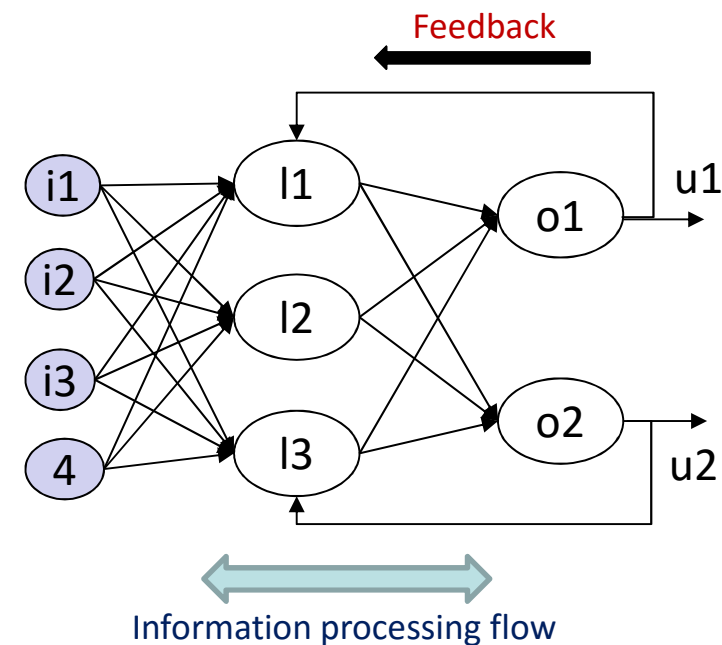 Feedback
i1
l1
u1
o1
i2
l2
i3
o2
4
l3
u2
Information processing flow